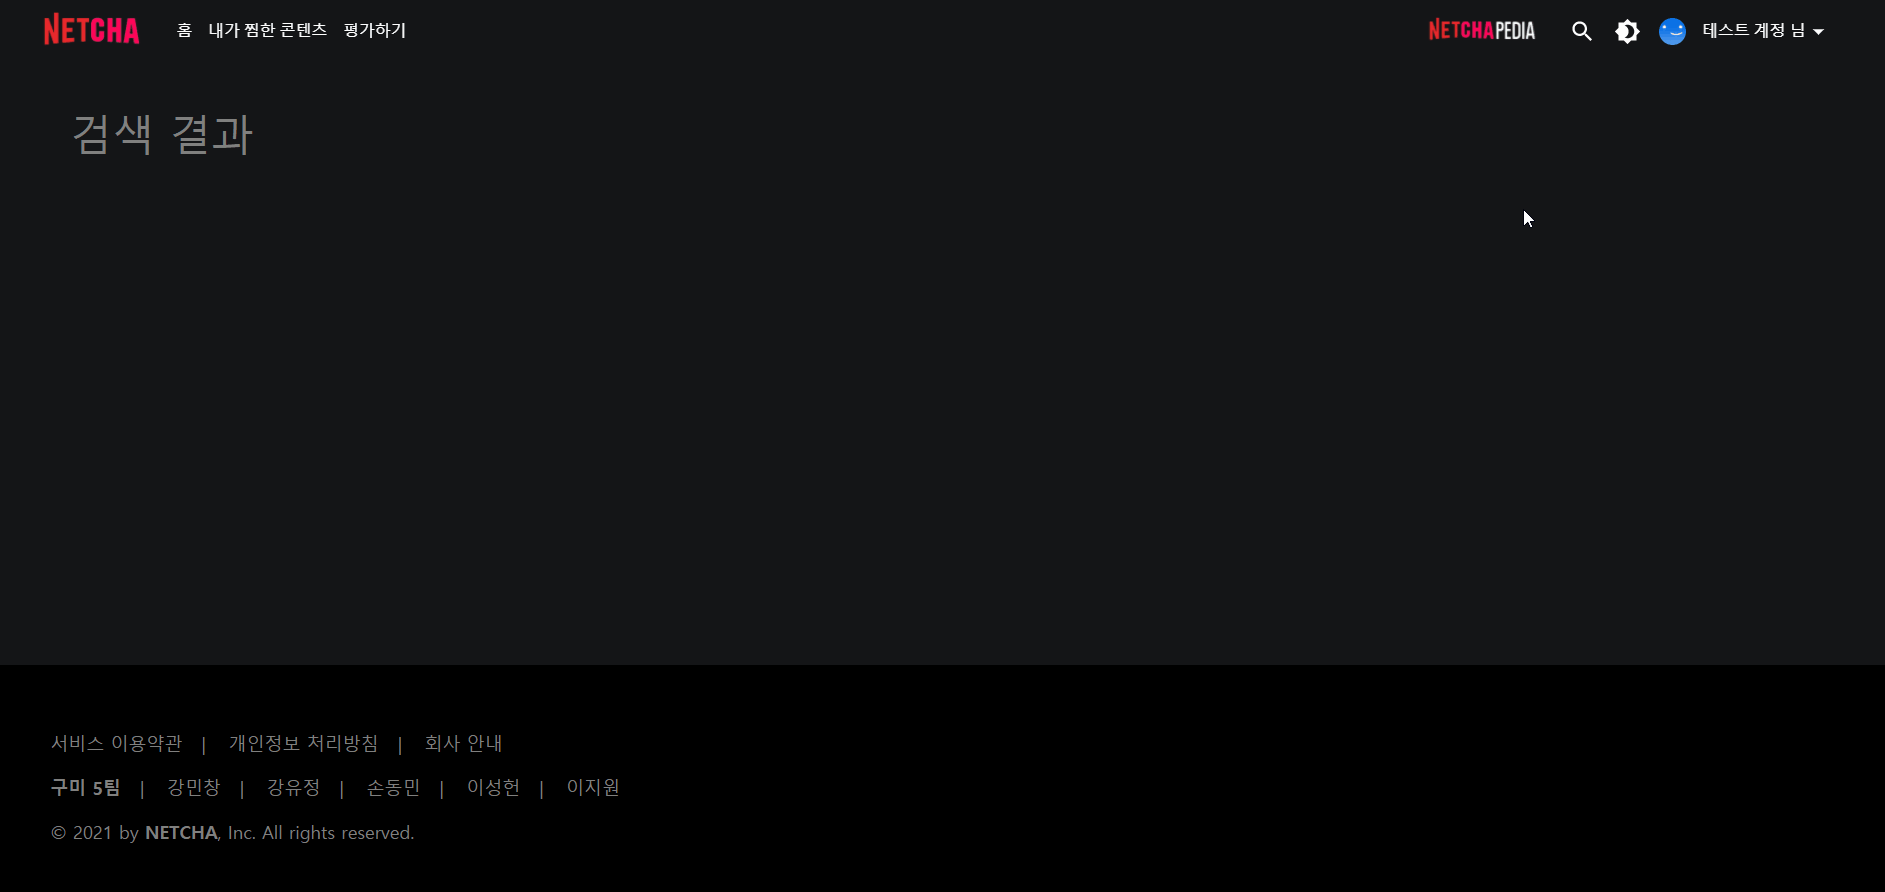 NETCHA 홈 내가 찜한 콘텐츠 평가하기 NETCHAPEDIA 테스트 계정 님
검색 결과
서비스 이용약관 | 개인정보 처리방침 | 회사 안내
구미 5팀 | 강민창 | 강유정 | 손동민 | 이성헌 | 이지원
© 2021 by NETCHA, Inc. All rights reserved.